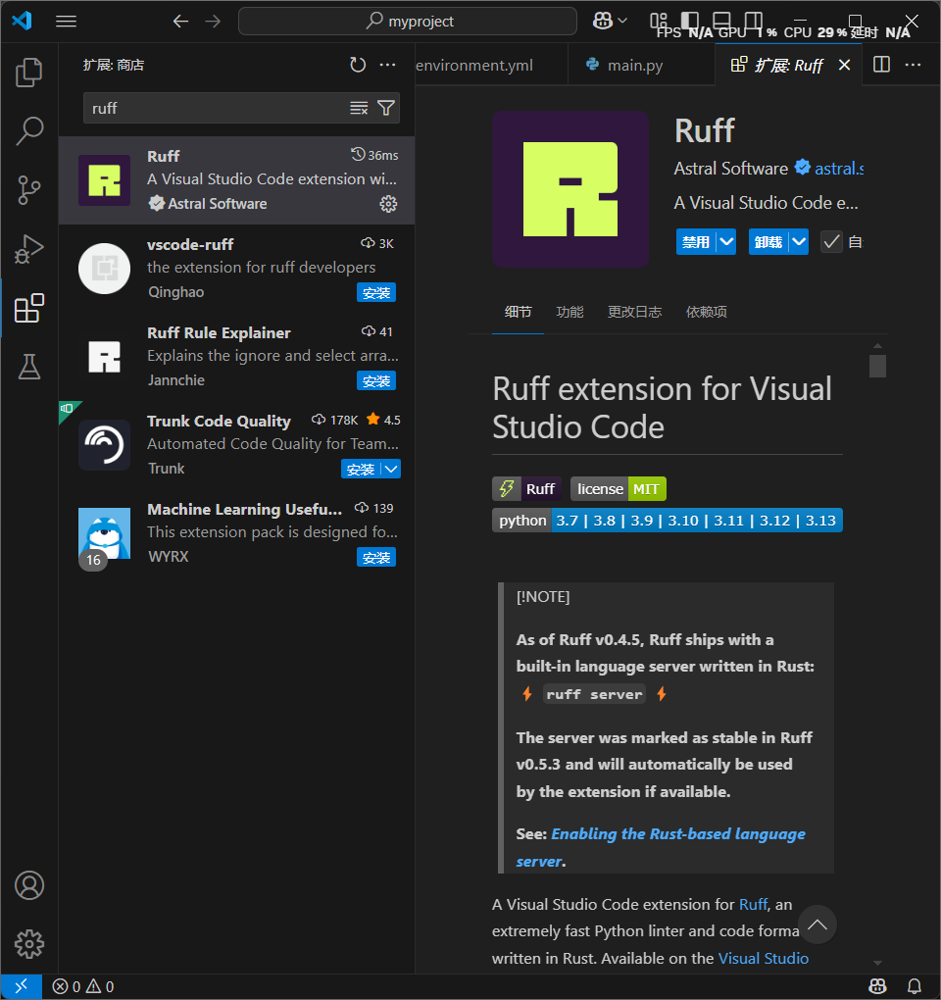 myproject
FPS N/A GPU 1 % CPU 29 % 延时 N/A
扩展: 商店
environment.yml
main.py
扩展: Ruff
ruff
Ruff
36ms
A Visual Studio Code extension wi...
Astral Software
vscode-ruff
3K
the extension for ruff developers
Qinghao
安装
Ruff Rule Explainer
41
Explains the ignore and select arra...
Jannchie
安装
Trunk Code Quality
178K
4.5
Automated Code Quality for Team...
Trunk
安装
Machine Learning Usefu...
139
This extension pack is designed fo...
WYRX
16
安装
Ruff
Astral Software
astral.s
A Visual Studio Code e...
禁用
卸载
自
细节
功能
更改日志
依赖项
Ruff extension for Visual
Studio Code
Ruff
license MIT
python 3.7 | 3.8 | 3.9 | 3.10 | 3.11 | 3.12 | 3.13
[!NOTE]
As of Ruff v0.4.5, Ruff ships with a
built-in language server written in Rust:
ruff server
The server was marked as stable in Ruff
v0.5.3 and will automatically be used
by the extension if available.
See: Enabling the Rust-based language
server.
A Visual Studio Code extension for Ruff, an
extremely fast Python linter and code forma
written in Rust. Available on the Visual Studio
0
0